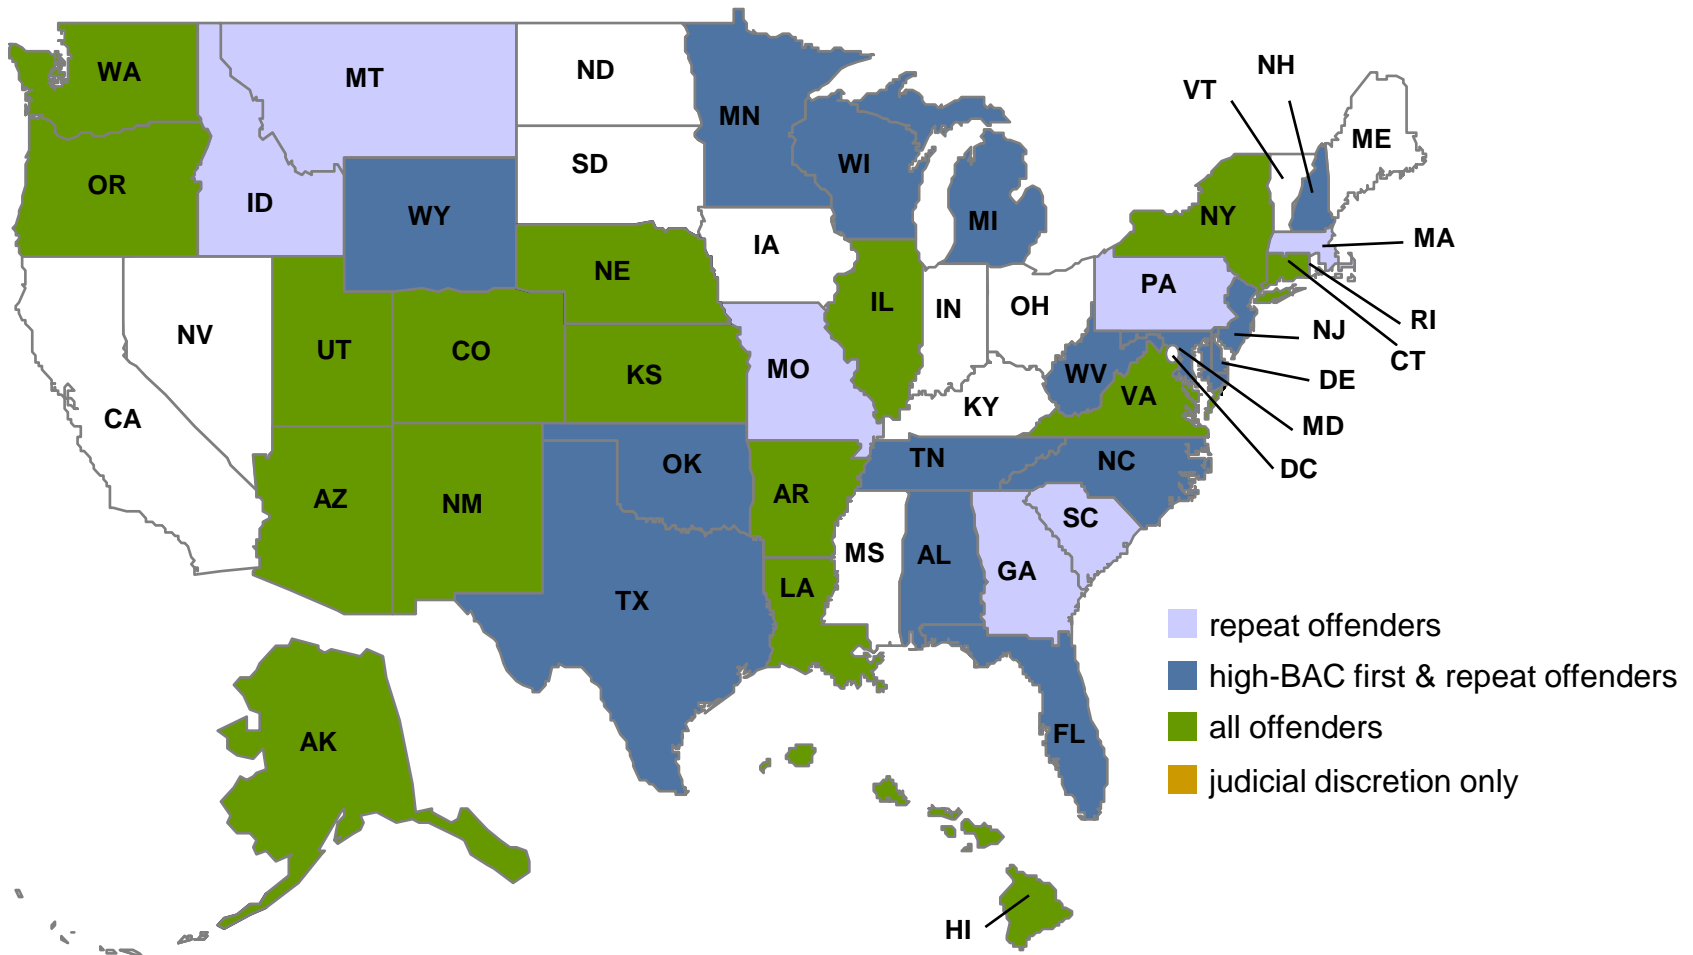 NH
VT
WA
MT
ND
MN
ME
OR
ID
SD
WI
WY
NY
MI
MA
IA
NE
PA
IL
IN
OH
NJ
RI
NV
UT
CO
CT
KS
MO
WV
DE
VA
CA
KY
MD
OK
TN
NC
DC
AZ
NM
AR
SC
MS
AL
GA
LA
TX
FL
AK
HI
repeat offenders
high-BAC first & repeat offenders
all offenders
judicial discretion only